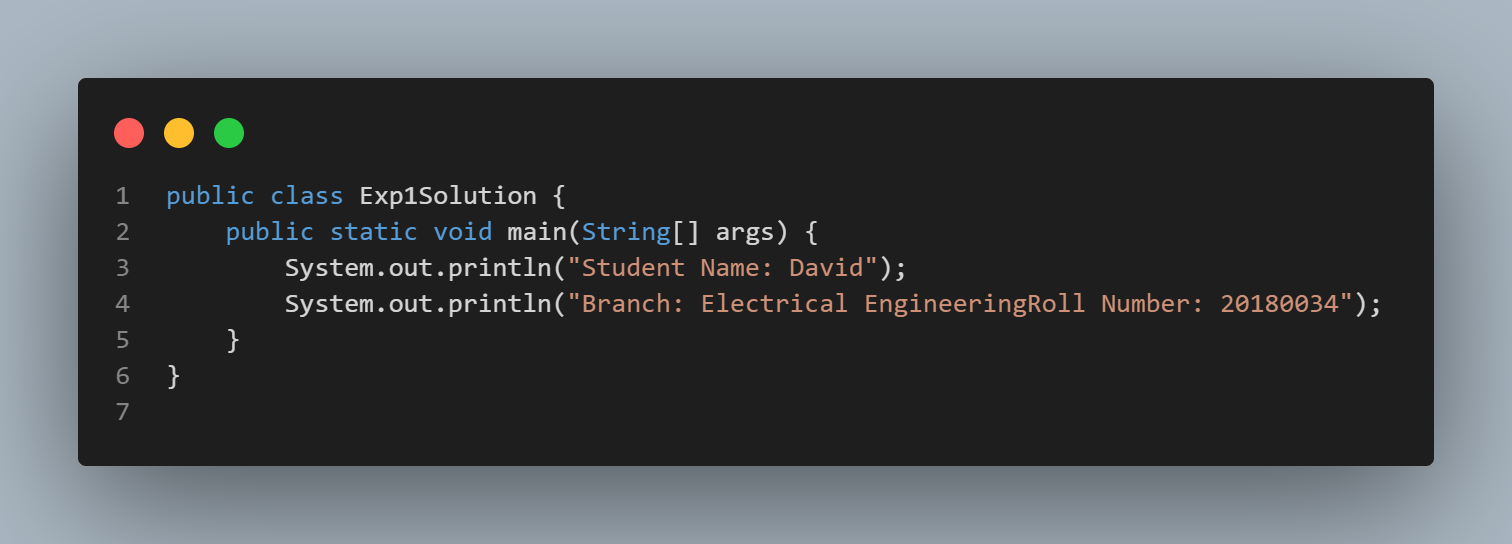 1 public class Exp1Solution {
2     public static void main(String[] args) {
3         System.out.println("Student Name: David");
4         System.out.println("Branch: Electrical EngineeringRoll Number: 20180034");
5     }
6 }
7